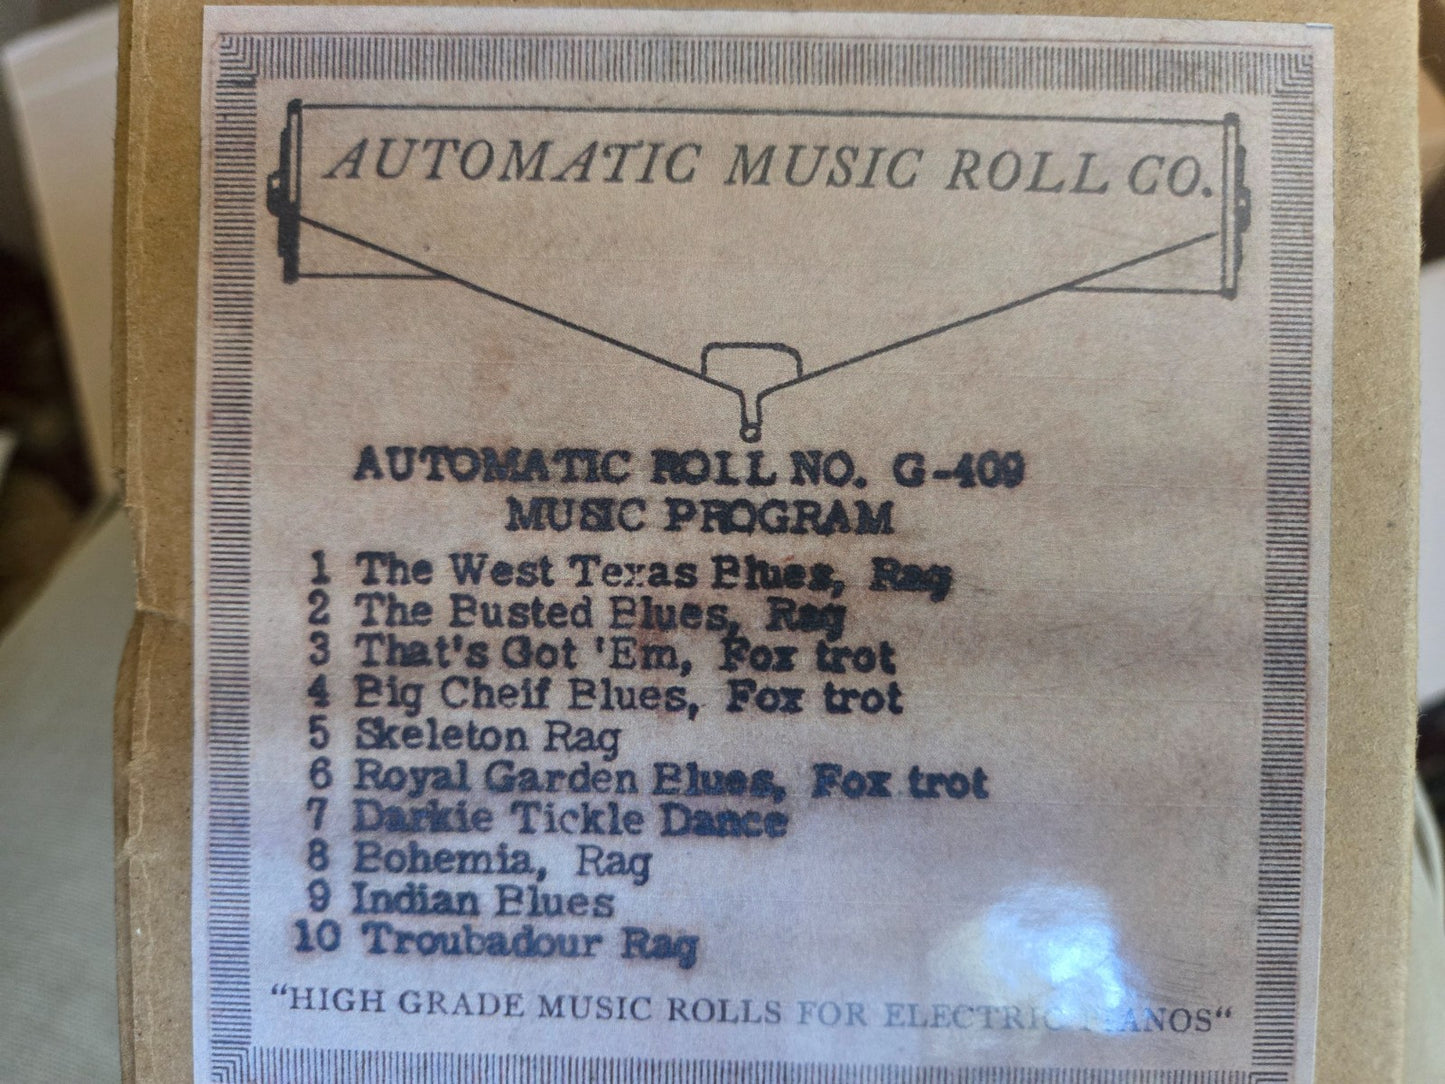 AUTOMATIC MUSIC ROLL CO.
AUTOMATIC ROLL NO. G-409
MUSIC PROGRAM
1 The West Texas Blues, Rag
2 The Busted Blues, Rag
3 That's Got 'Em, Fox trot
4 Big Cheif Blues, Fox trot
5 Skeleton Rag
6 Royal Garden Blues, Fox trot
7 Darkie Tickle Dance
8 Bohemia, Rag
9 Indian Blues
10 Troubadour Rag
"HIGH GRADE MUSIC ROLLS FOR ELECTRIC PIANOS"